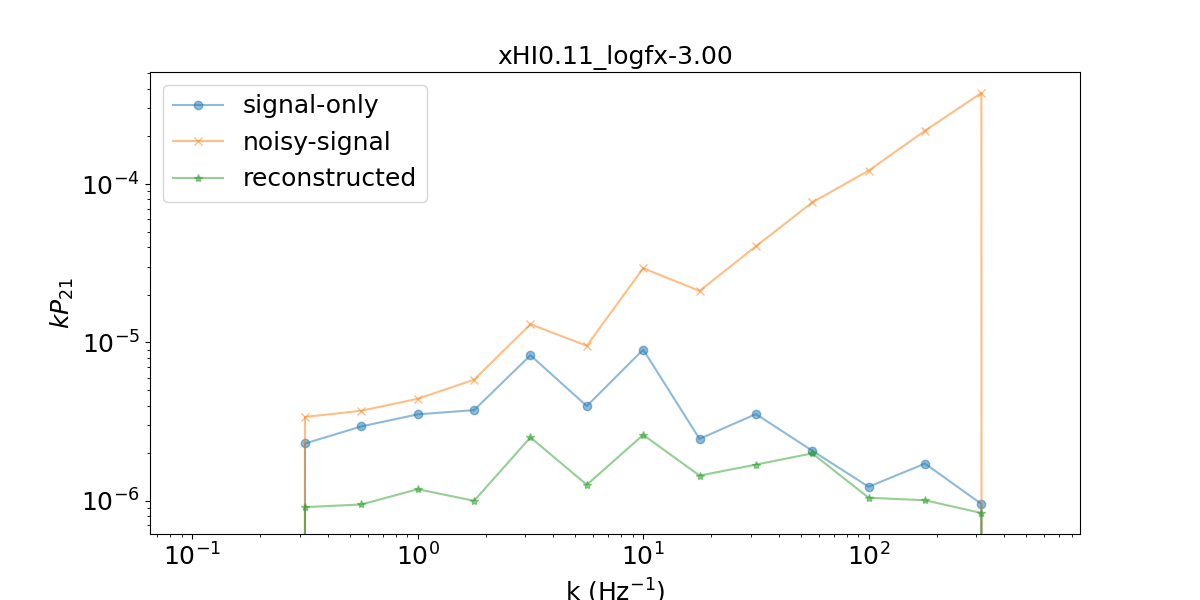 xHI0.11_logfx-3.00
signal-only
noisy-signal
reconstructed
10⁻⁴
10⁻⁵
10⁻⁶
kP₂₁
10⁻¹ 10⁰ 10¹ 10²
k (Hz⁻¹)